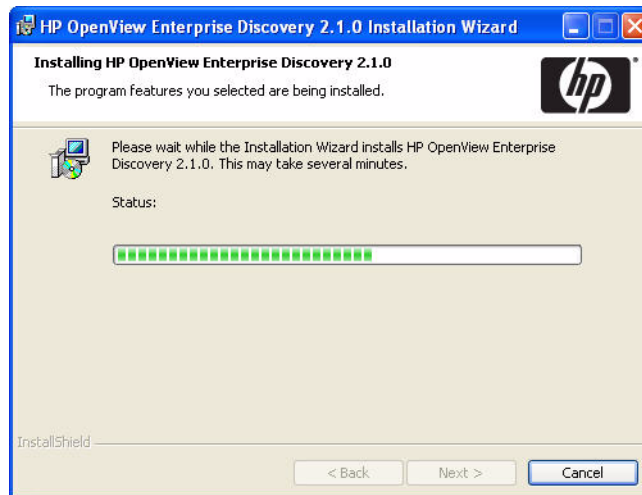 HP OpenView Enterprise Discovery 2.1.0 Installation Wizard
Installing HP OpenView Enterprise Discovery 2.1.0
The program features you selected are being installed.
hp
Please wait while the Installation Wizard installs HP OpenView Enterprise
Discovery 2.1.0. This may take several minutes.
Status:
InstallShield
< Back
Next >
Cancel